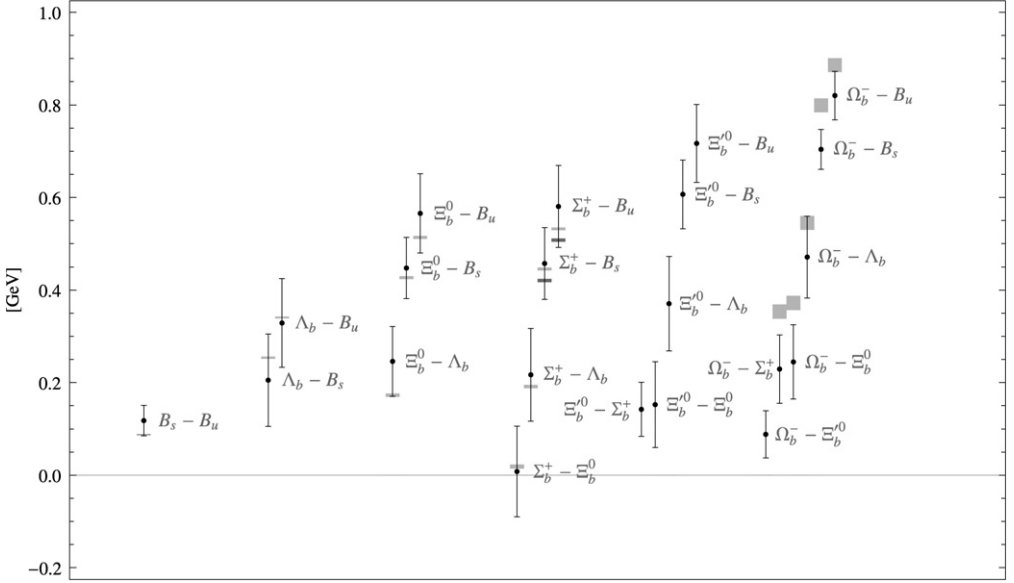 1.0
0.8
0.6
0.4
0.2
0.0
−0.2
[GeV]
B_s − B_u
Λ_b − B_u
Λ_b − B_s
Ξ_b^0 − B_u
Ξ_b^0 − B_s
Ξ_b^0 − Λ_b
Σ_b^+ − B_u
Σ_b^+ − B_s
Σ_b^+ − Λ_b
Σ_b^+ − Ξ_b^0
Ξ_b^{′0} − B_u
Ξ_b^{′0} − B_s
Ξ_b^{′0} − Λ_b
Ξ_b^{′0} − Σ_b^+
Ξ_b^{′0} − Ξ_b^0
Ω_b^− − B_u
Ω_b^− − B_s
Ω_b^− − Λ_b
Ω_b^− − Σ_b^+
Ω_b^− − Ξ_b^0
Ω_b^− − Ξ_b^{′0}